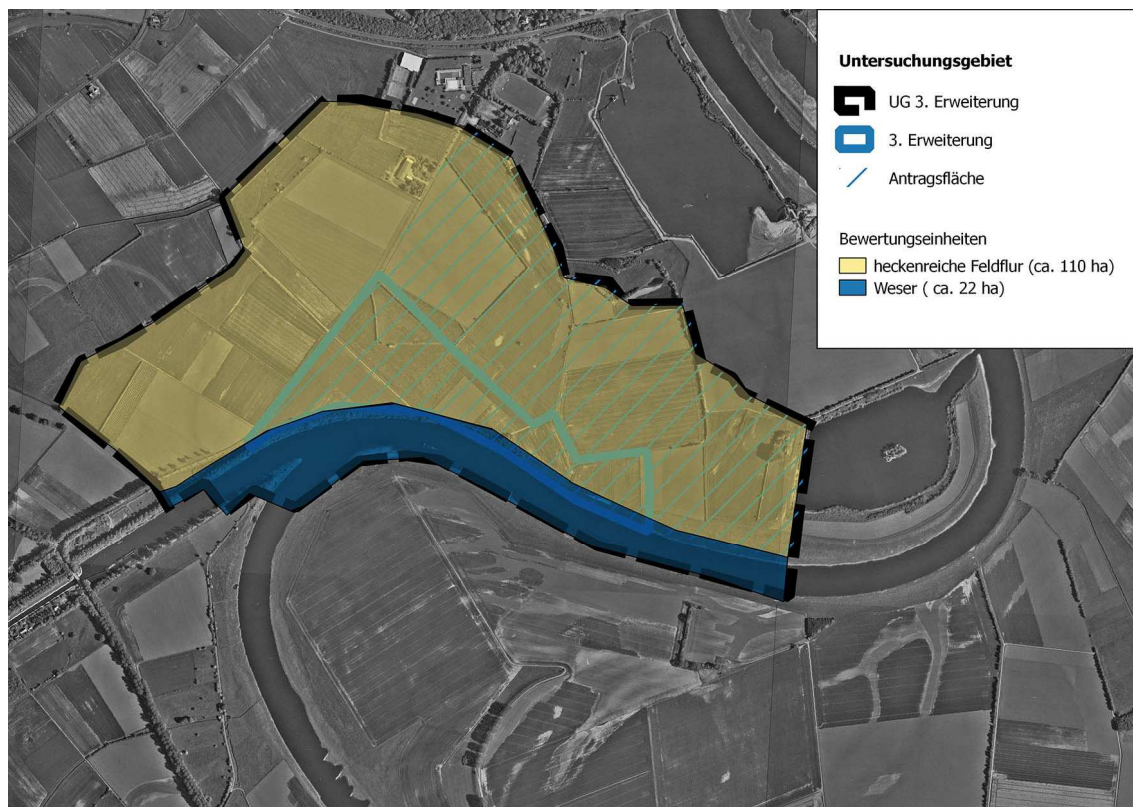 Untersuchungsgebiet
UG 3. Erweiterung
3. Erweiterung
Antragsfläche
Bewertungseinheiten
heckenreiche Feldflur (ca. 110 ha)
Weser ( ca. 22 ha)